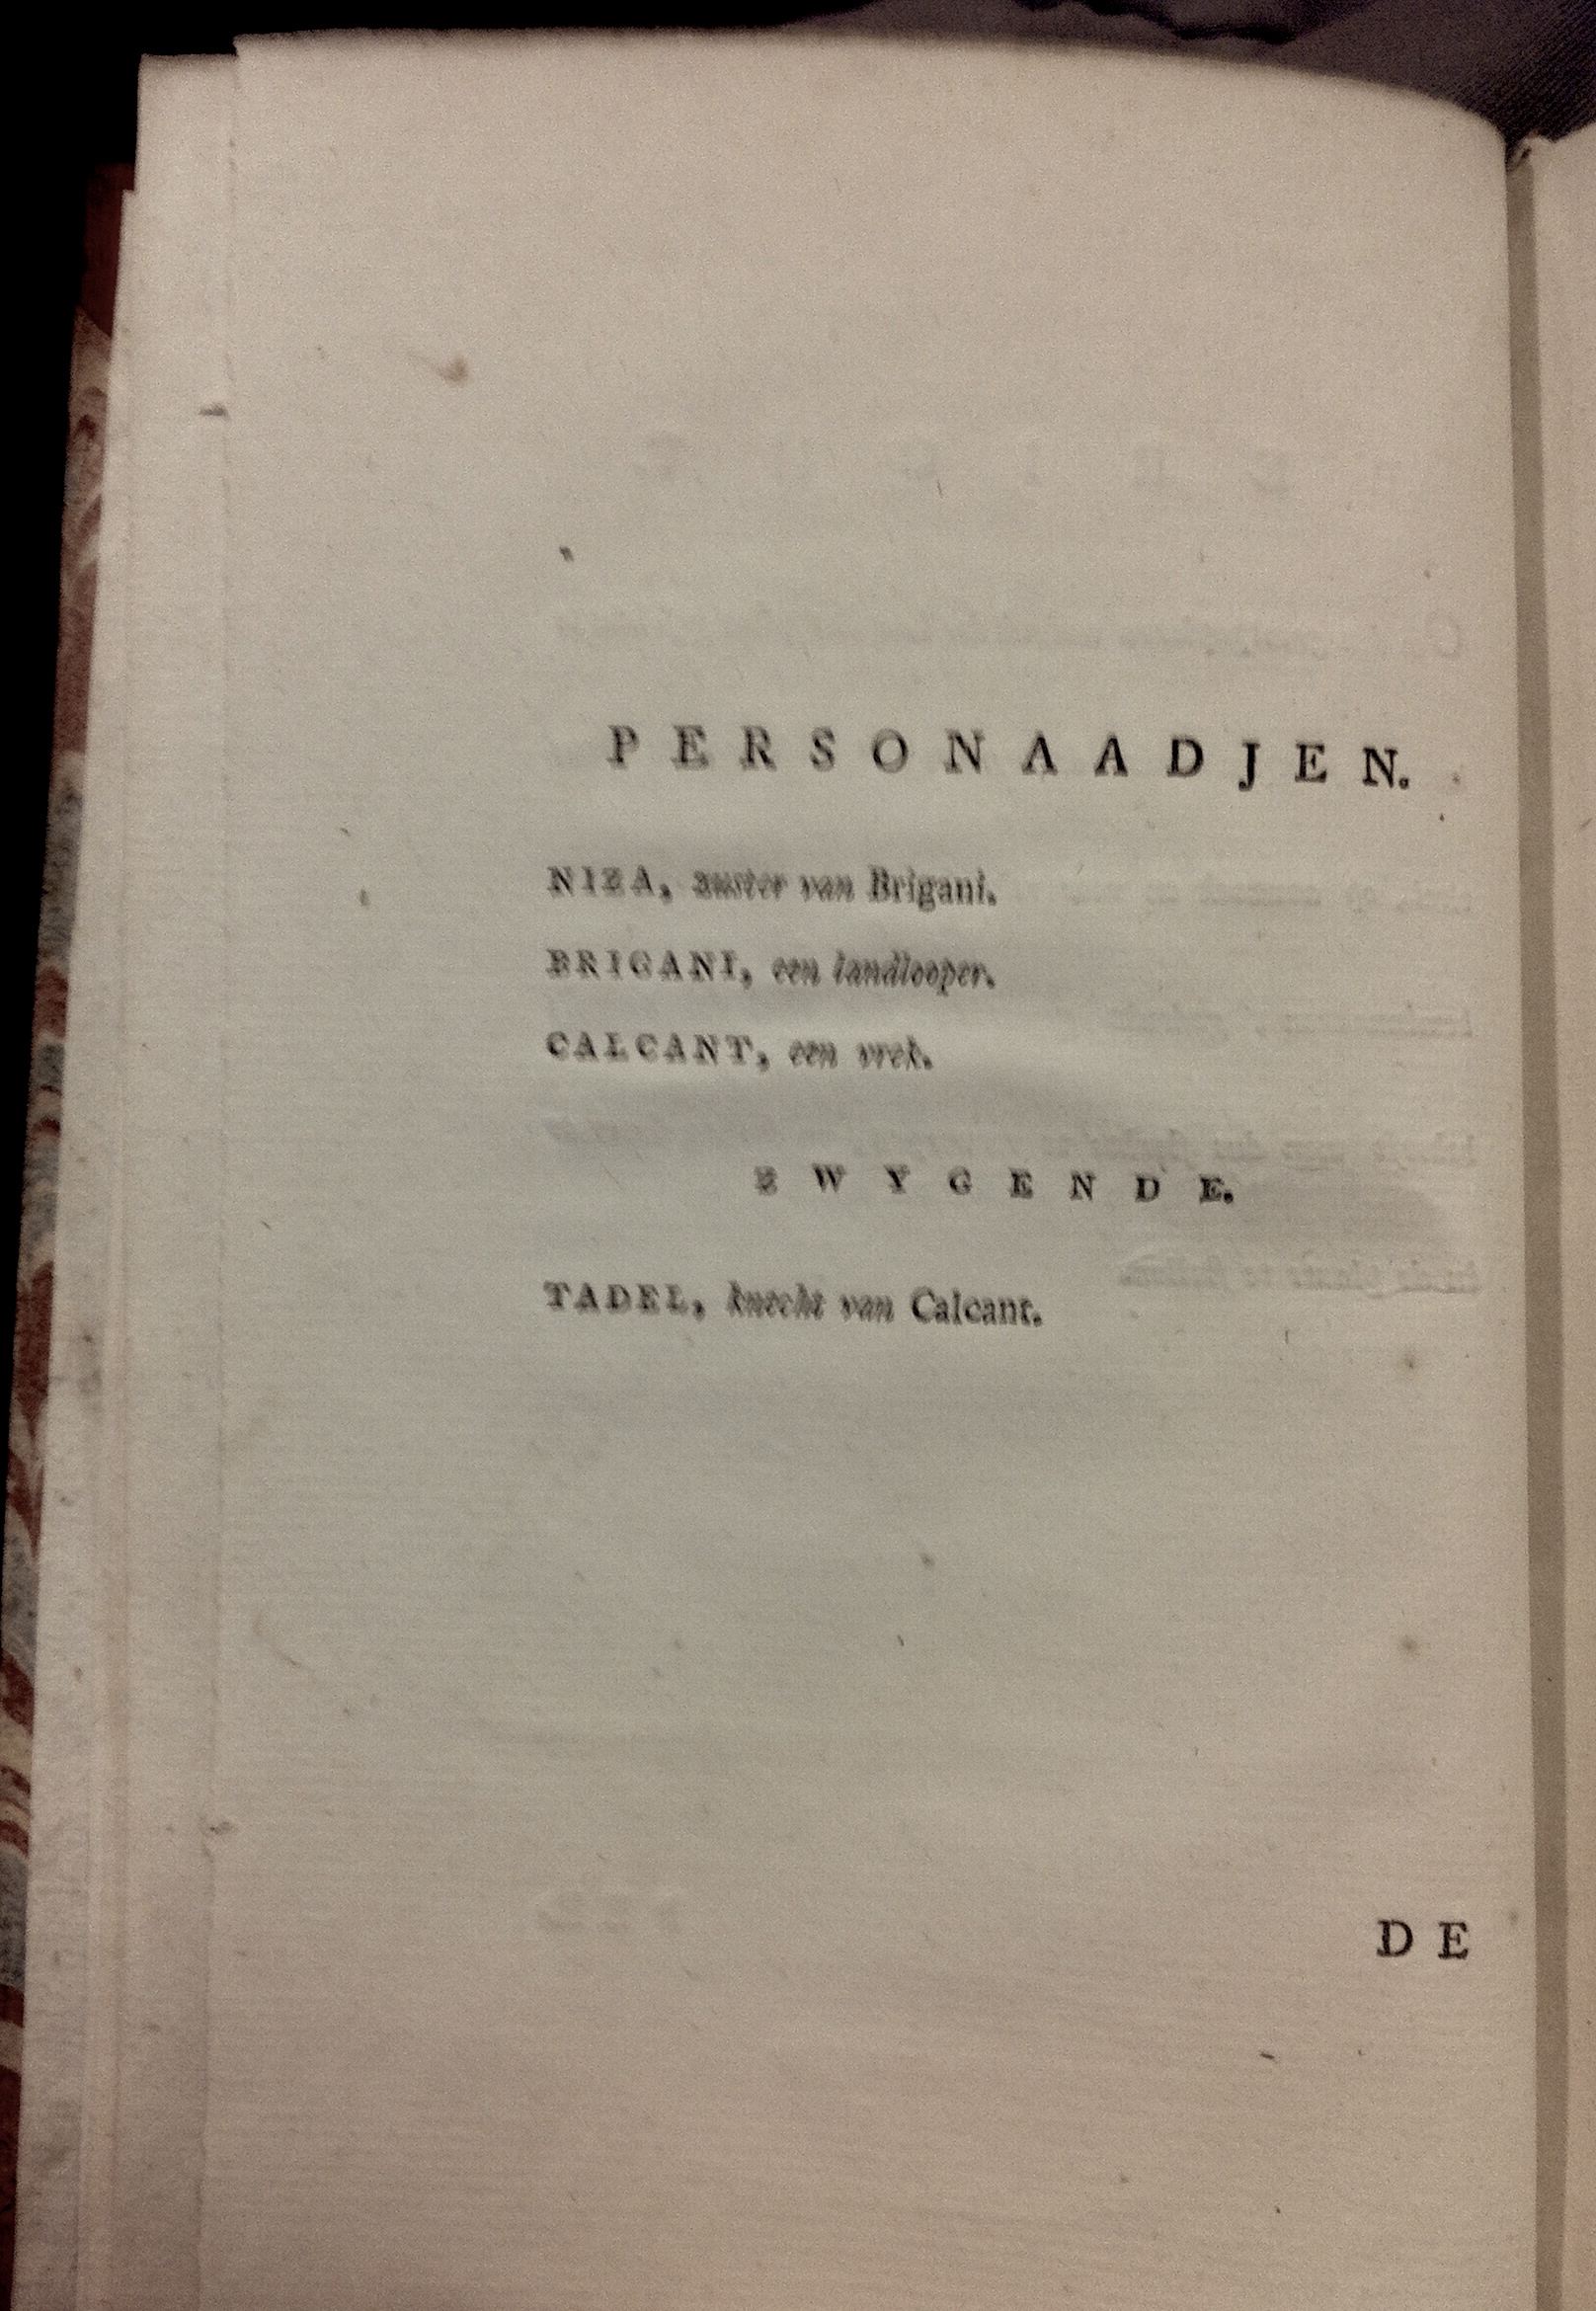 PERSONAADJEN.
NIZA, zuster van Brigani.
BRIGANI, een landlooper.
CALCANT, een vrek.
ZWYGENDE.
TADEL, knecht van Calcant.
DE